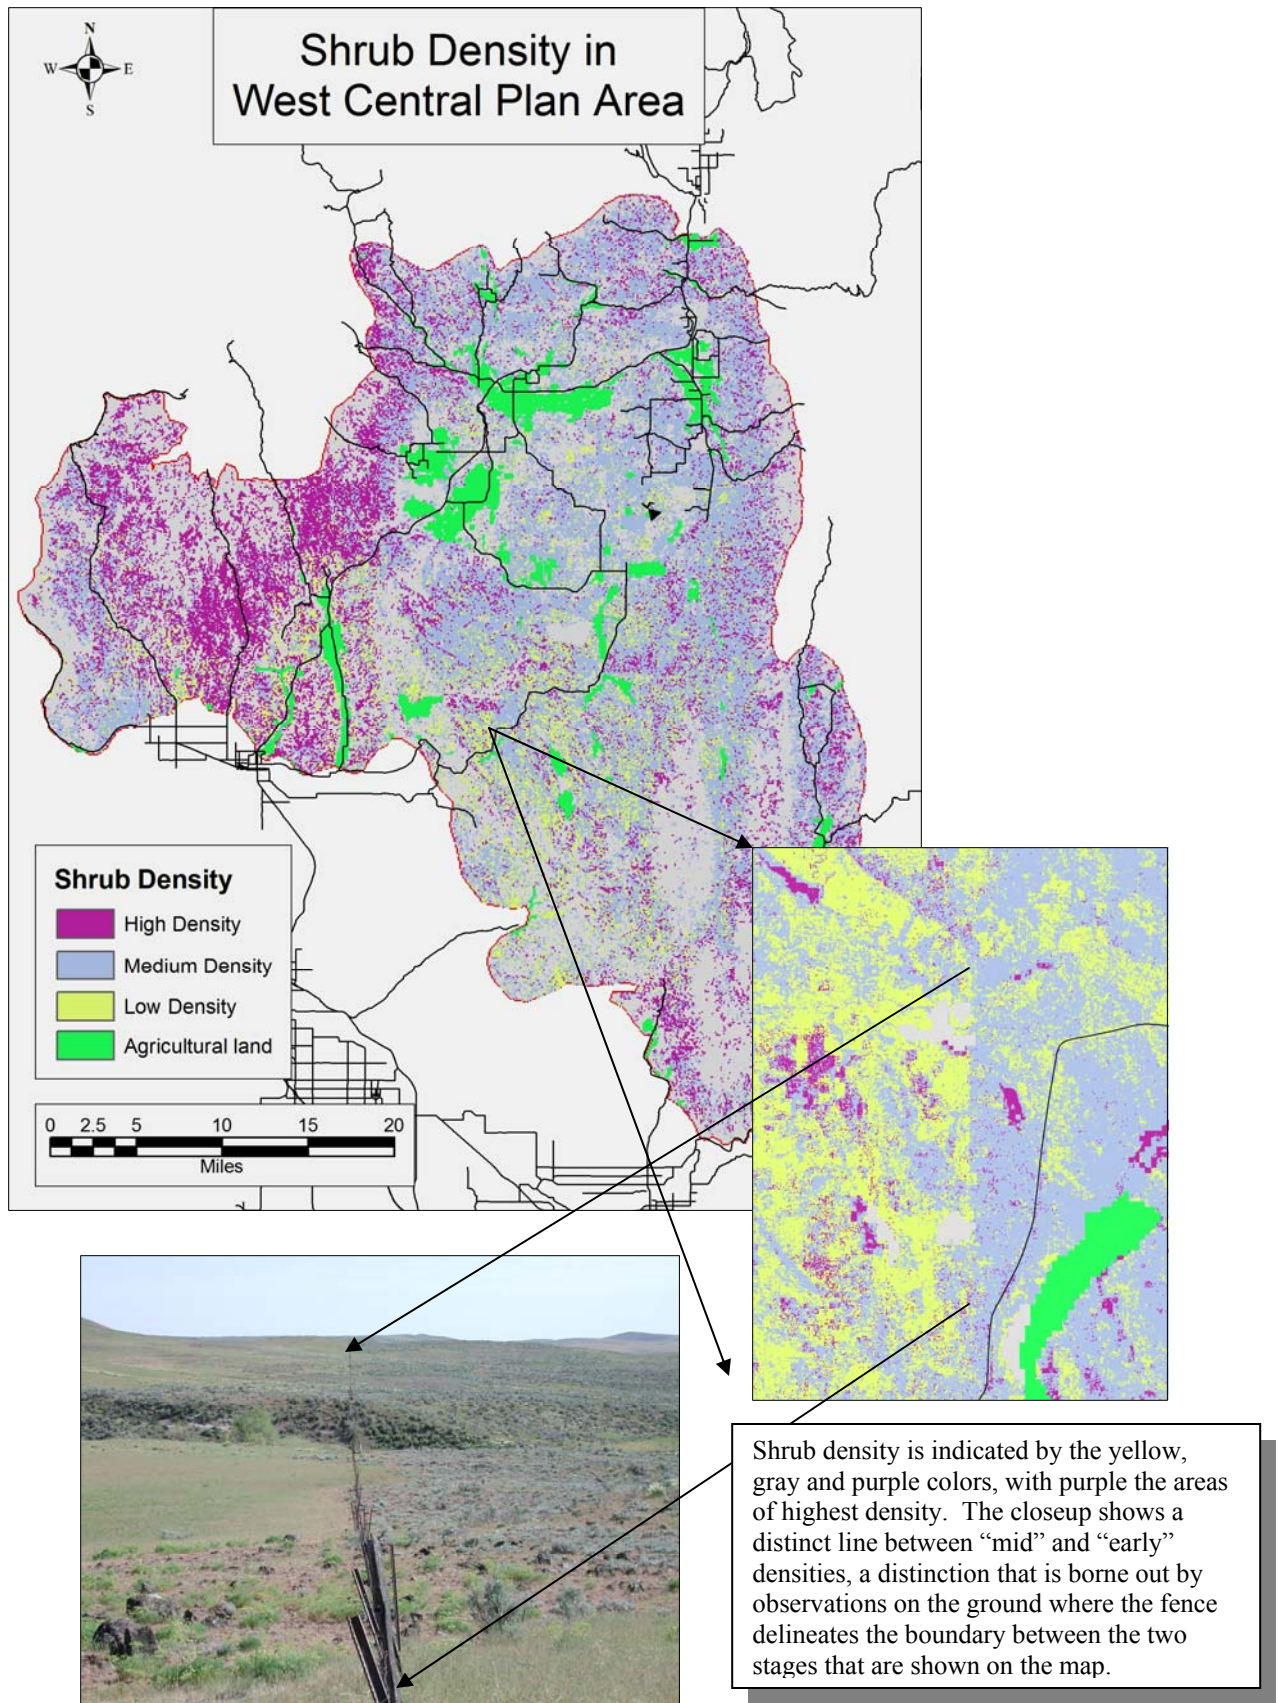 N
W E
S
Shrub Density in
West Central Plan Area
Shrub Density
High Density
Medium Density
Low Density
Agricultural land
0 2.5 5 10 15 20
Miles
Shrub density is indicated by the yellow,
gray and purple colors, with purple the areas
of highest density. The closeup shows a
distinct line between “mid” and “early”
densities, a distinction that is borne out by
observations on the ground where the fence
delineates the boundary between the two
stages that are shown on the map.